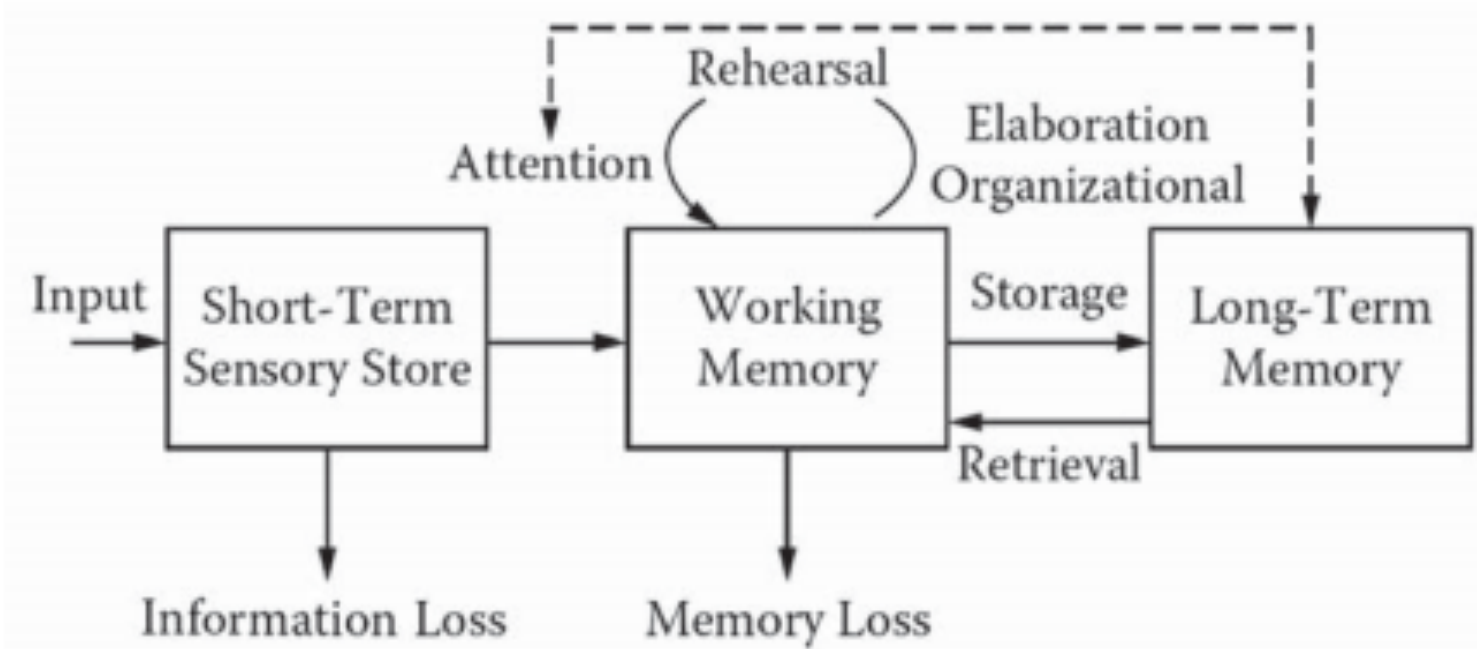 Rehearsal
Elaboration
Organizational
Attention
Input
Short-Term
Sensory Store
Working
Memory
Storage
Long-Term
Memory
Retrieval
Information Loss
Memory Loss